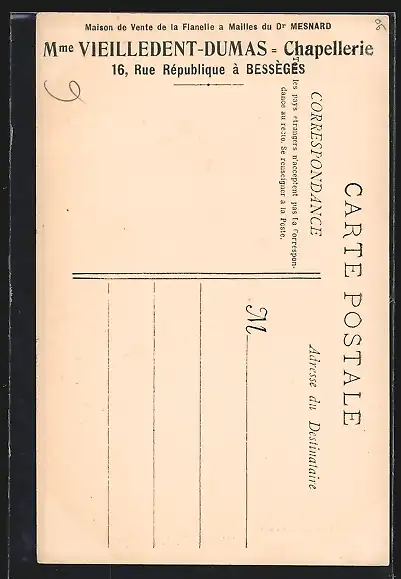 Maison de Vente de la Flanelle a Mailles du Dr MESNARD
Mme VIEILLEDENT-DUMAS = Chapellerie
16, Rue République à BESSÈGES
CARTE POSTALE
CORRESPONDANCE
les pays étrangers n'acceptent pas la Correspon-
dance au recto. Se renseigner à la Poste.
Adresse du Destinataire
M